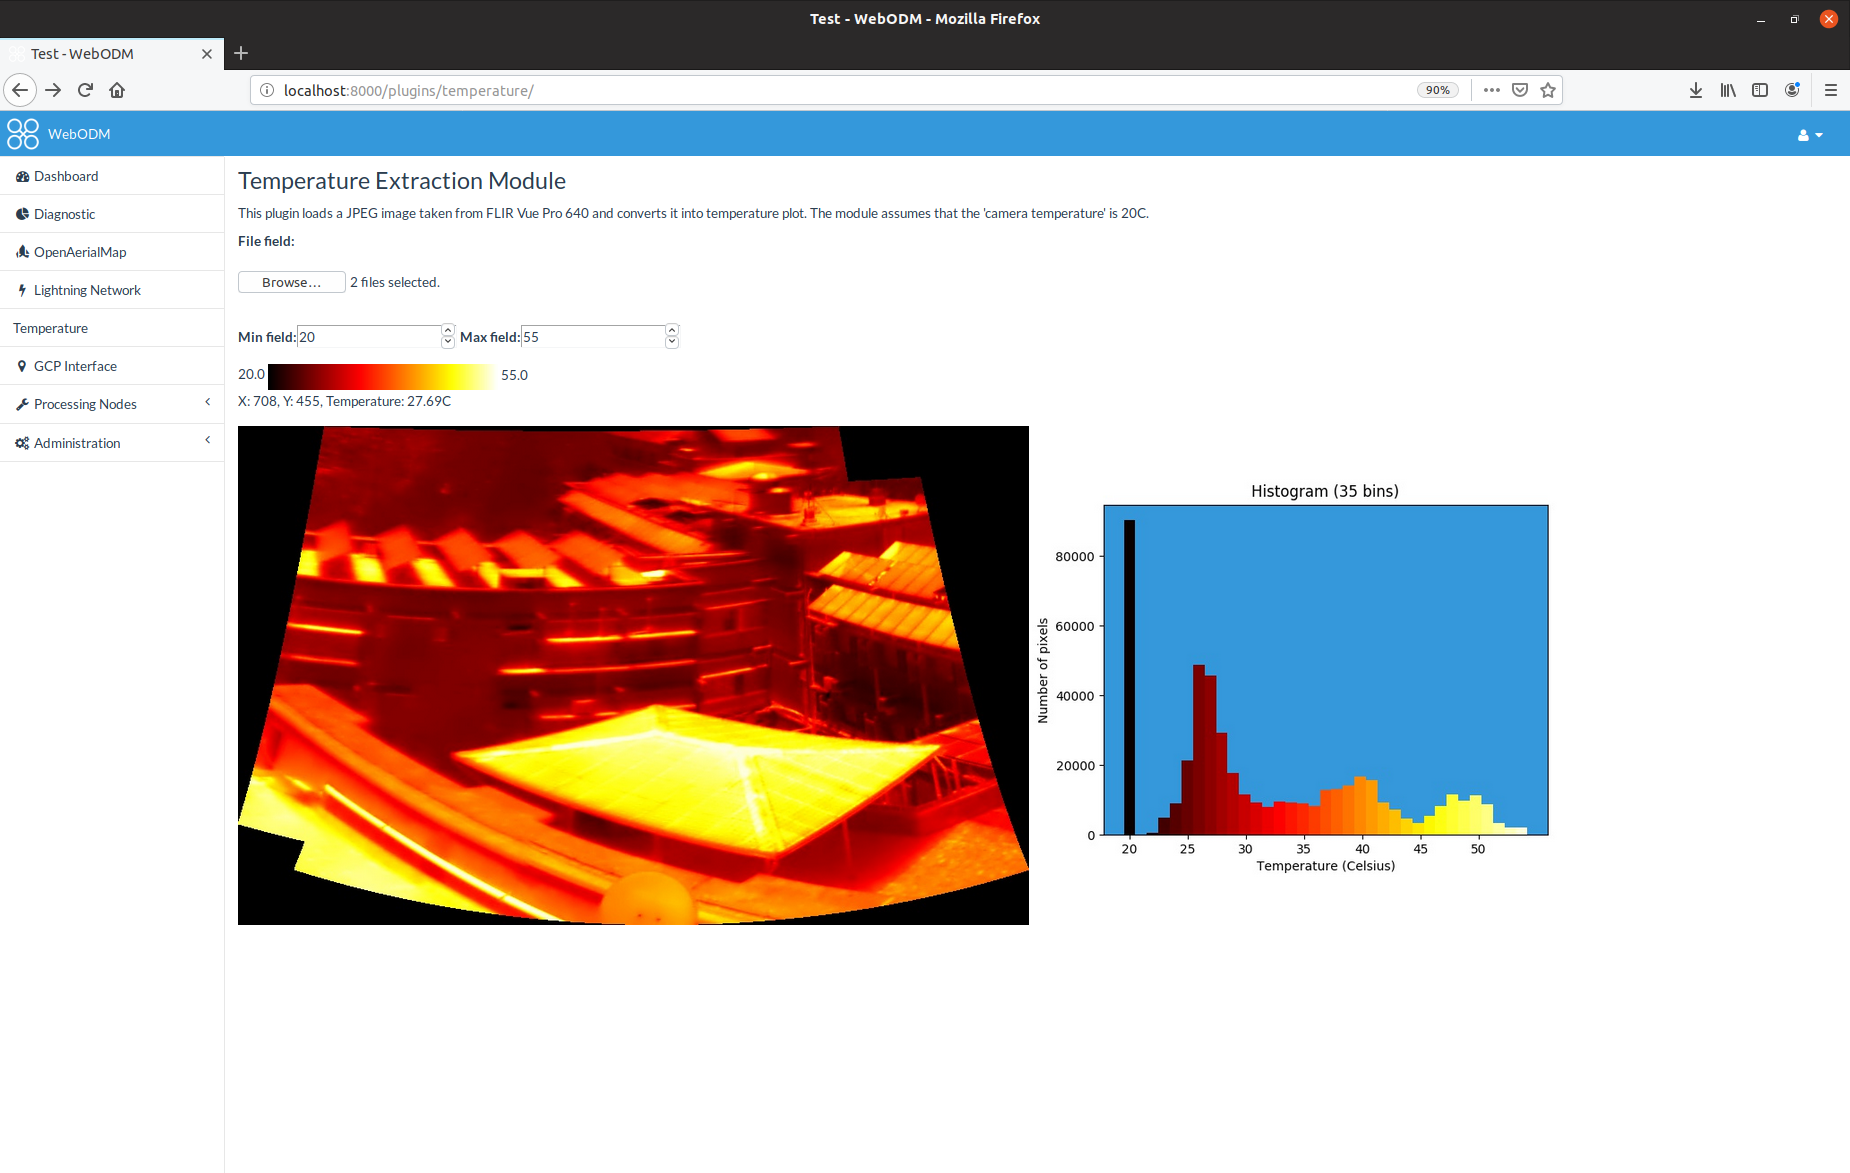 Test - WebODM - Mozilla Firefox
Test - WebODM
localhost:8000/plugins/temperature/
90%
WebODM
Dashboard
Diagnostic
OpenAerialMap
Lightning Network
Temperature
GCP Interface
Processing Nodes
Administration
Temperature Extraction Module
This plugin loads a JPEG image taken from FLIR Vue Pro 640 and converts it into temperature plot. The module assumes that the 'camera temperature' is 20C.
File field:
Browse... 2 files selected.
Min field: 20 Max field: 55
20.0 55.0
X: 708, Y: 455, Temperature: 27.69C
Histogram (35 bins)
Number of pixels
80000
60000
40000
20000
0
20 25 30 35 40 45 50
Temperature (Celsius)